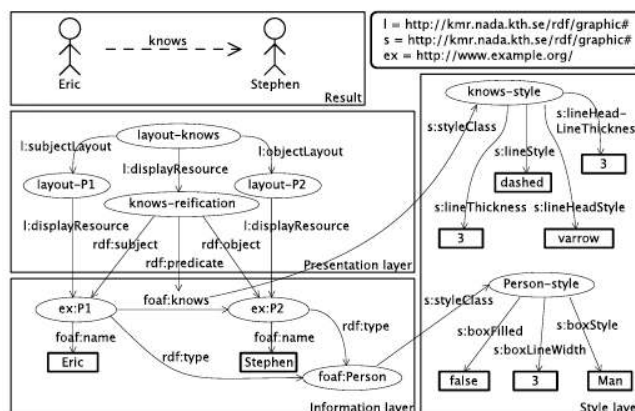 knows
Eric
Stephen
Result
l = http://kmr.nada.kth.se/rdf/graphic#
s = http://kmr.nada.kth.se/rdf/graphic#
ex = http://www.example.org/
layout-knows
l:subjectLayout
l:objectLayout
l:displayResource
layout-P1
layout-P2
knows-reification
l:displayResource
l:displayResource
rdf:subject
rdf:object
rdf:predicate
Presentation layer
foaf:knows
ex:P1
ex:P2
foaf:name
foaf:name
rdf:type
Eric
rdf:type
Stephen
foaf:Person
Information layer
knows-style
s:styleClass
s:lineHead-
LineThickness
s:lineStyle
3
dashed
s:lineThickness
s:lineHeadStyle
3
varrow
Person-style
s:styleClass
s:boxFilled
s:boxStyle
s:boxLineWidth
false
3
Man
Style layer